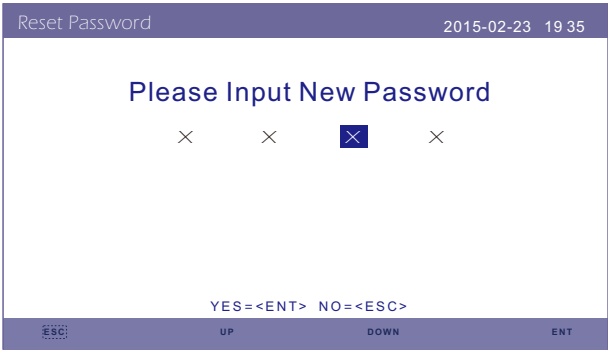 Reset Password 2015-02-23 19 35
Please Input New Password
× × × ×
YES=<ENT> NO=<ESC>
ESC UP DOWN ENT